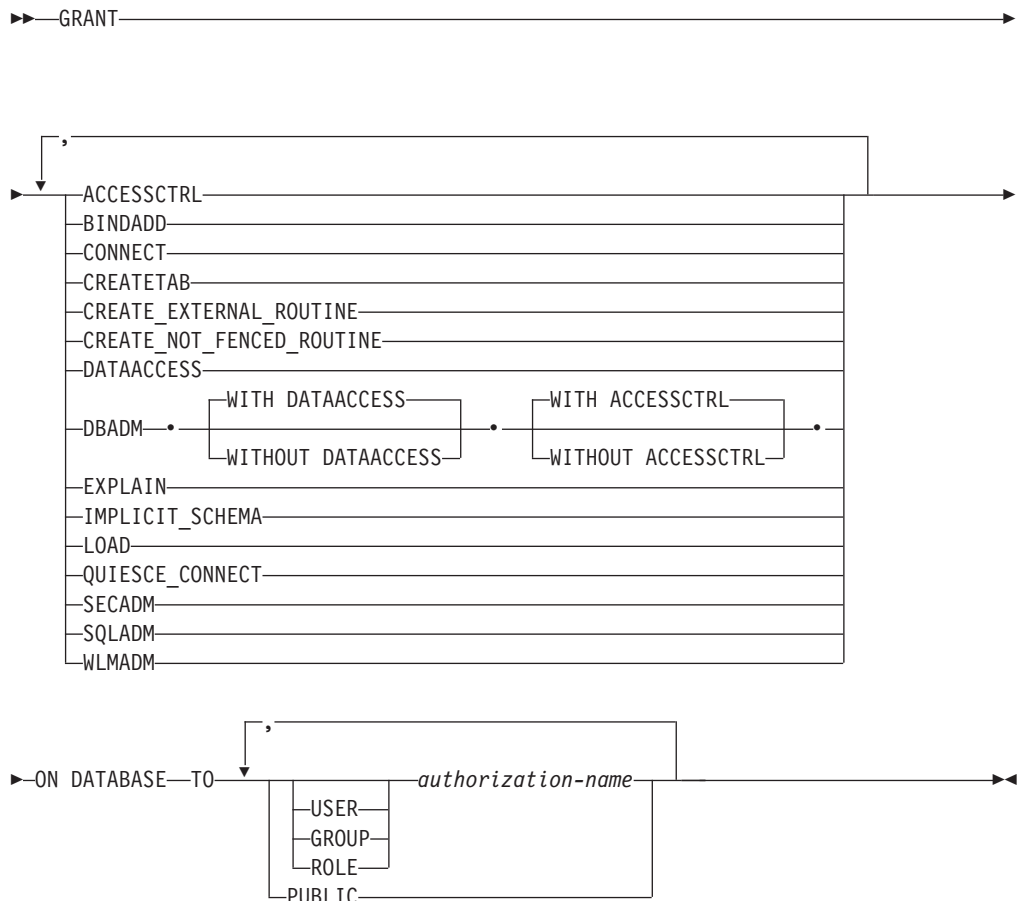 GRANT
,
ACCESSCTRL
BINDADD
CONNECT
CREATETAB
CREATE_EXTERNAL_ROUTINE
CREATE_NOT_FENCED_ROUTINE
DATAACCESS
WITH DATAACCESS WITH ACCESSCTRL
DBADM
WITHOUT DATAACCESS WITHOUT ACCESSCTRL
EXPLAIN
IMPLICIT_SCHEMA
LOAD
QUIESCE_CONNECT
SECADM
SQLADM
WLMADM
,
ON DATABASE TO authorization-name
USER
GROUP
ROLE
PUBLIC